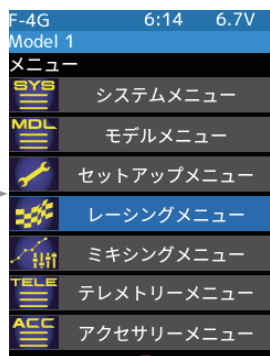 F-4G 6:14 6.7V
Model 1
メニュー
SYS システムメニュー
MDL モデルメニュー
セットアップメニュー
レーシングメニュー
ミキシングメニュー
TELE テレメトリーメニュー
ACC アクセサリーメニュー